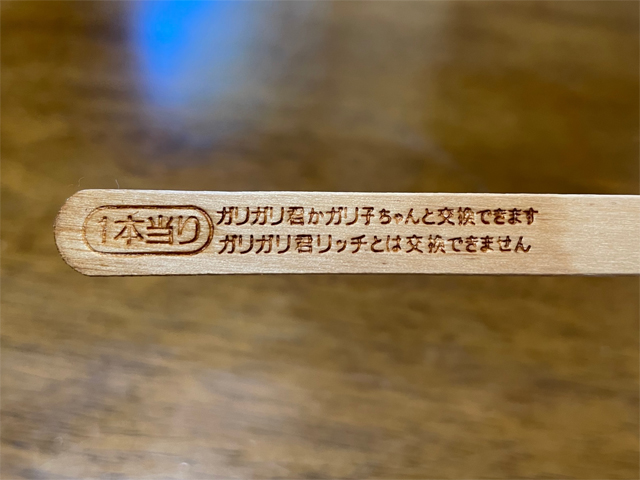 1本当り
ガリガリ君かガリ子ちゃんと交換できます
ガリガリ君リッチとは交換できません